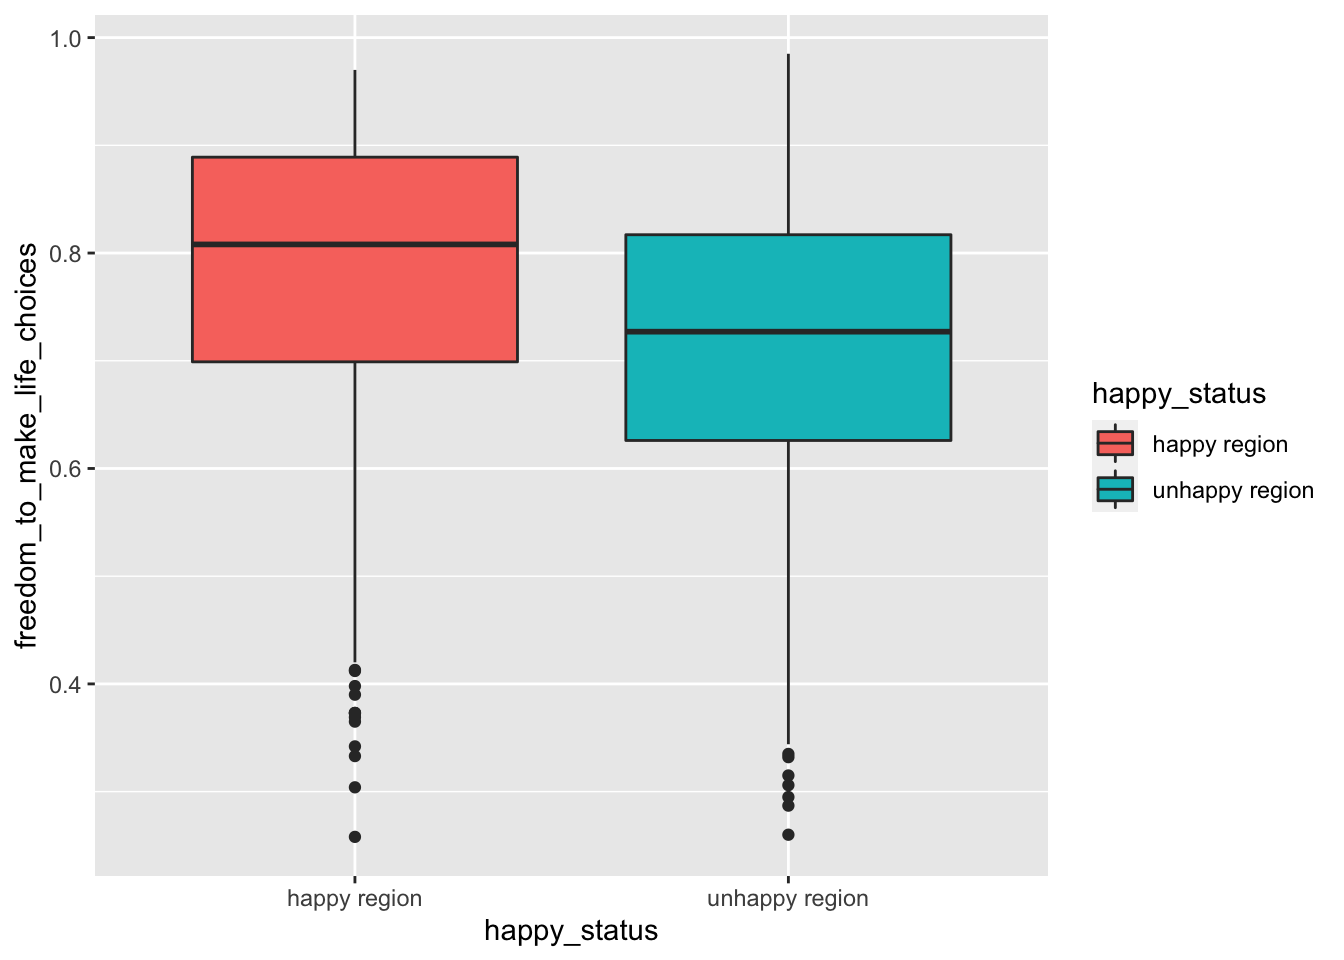 1.0
0.8
0.6
0.4
freedom_to_make_life_choices
happy region
unhappy region
happy_status
happy_status
happy region
unhappy region